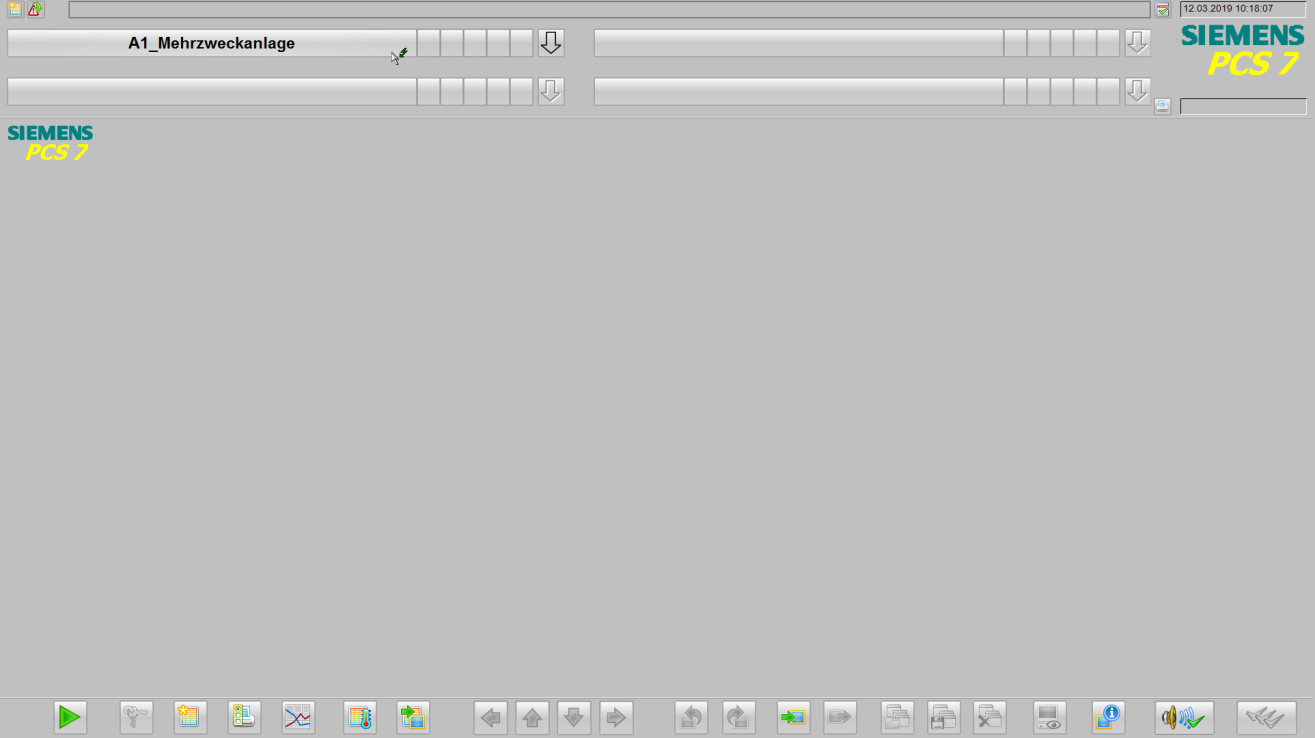 12.03.2019 10:18:07
A1_Mehrzweckanlage
SIEMENS
PCS 7
SIEMENS
PCS 7